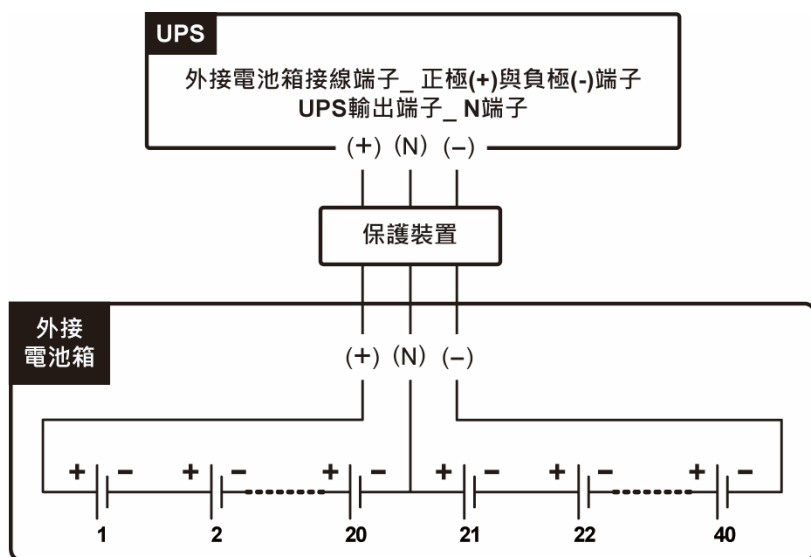 UPS
外接電池箱接線端子_ 正極(+)與負極(-)端子
UPS輸出端子_ N端子
(+) (N) (−)
保護裝置
外接
電池箱
(+) (N) (−)
+ − + − + − + − + − + −
1 2 20 21 22 40